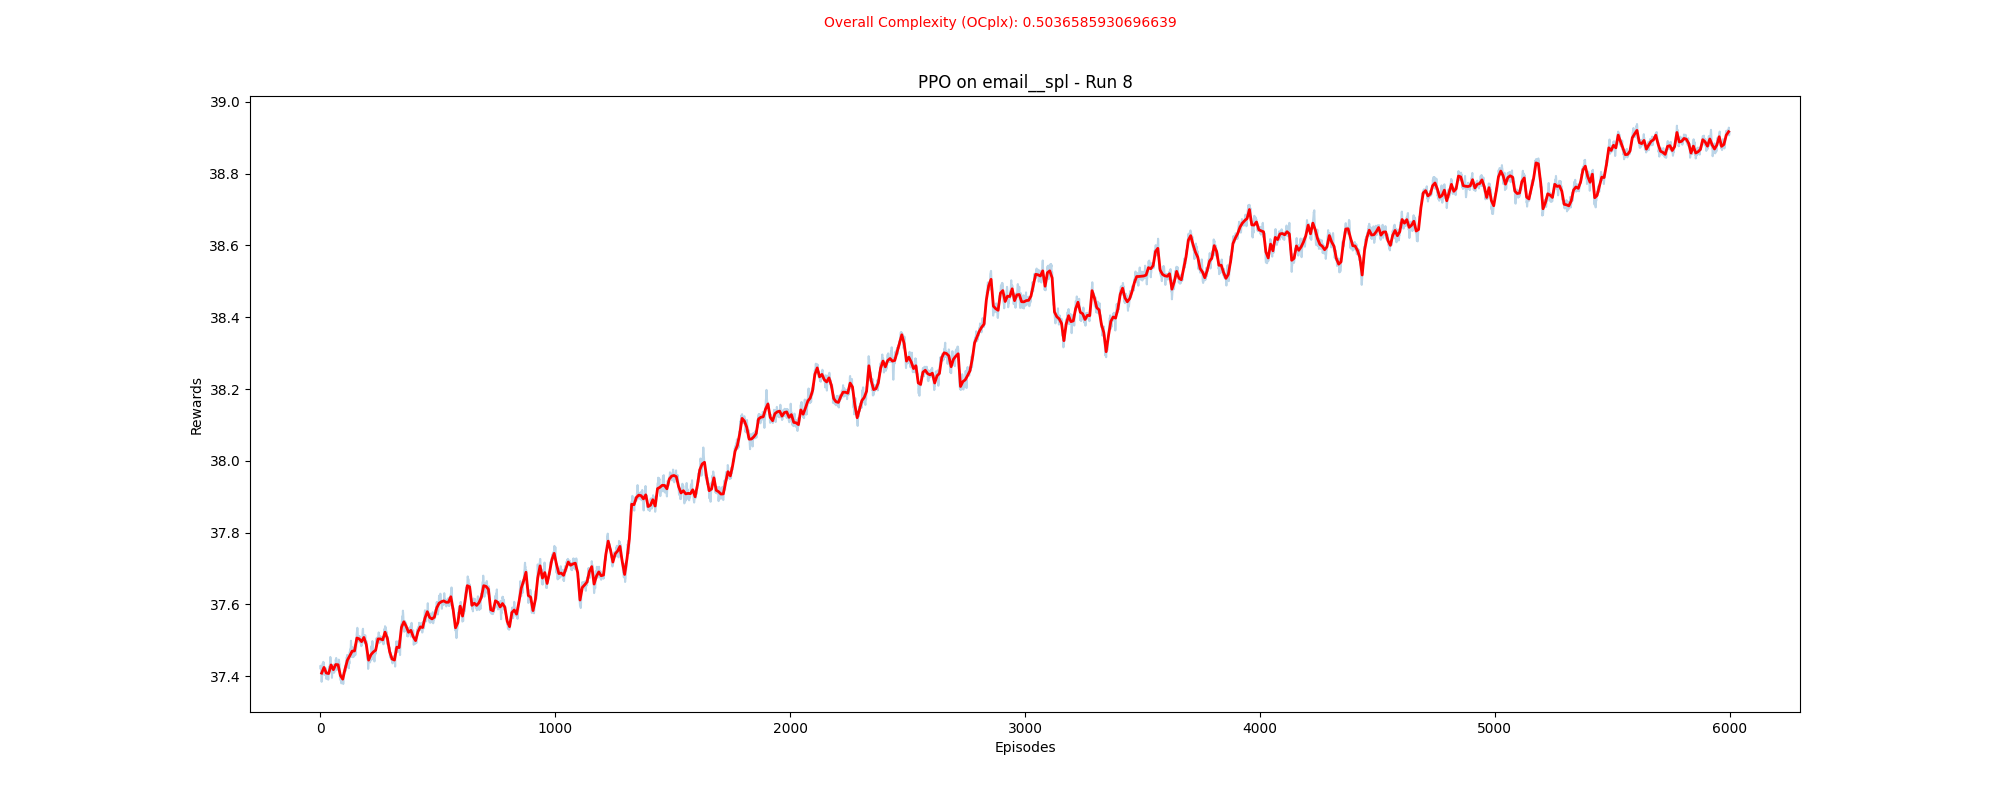 Overall Complexity (OCplx): 0.5036585930696639
PPO on email__spl - Run 8
39.0
38.8
38.6
38.4
38.2
38.0
37.8
37.6
37.4
Rewards
0 1000 2000 3000 4000 5000 6000
Episodes